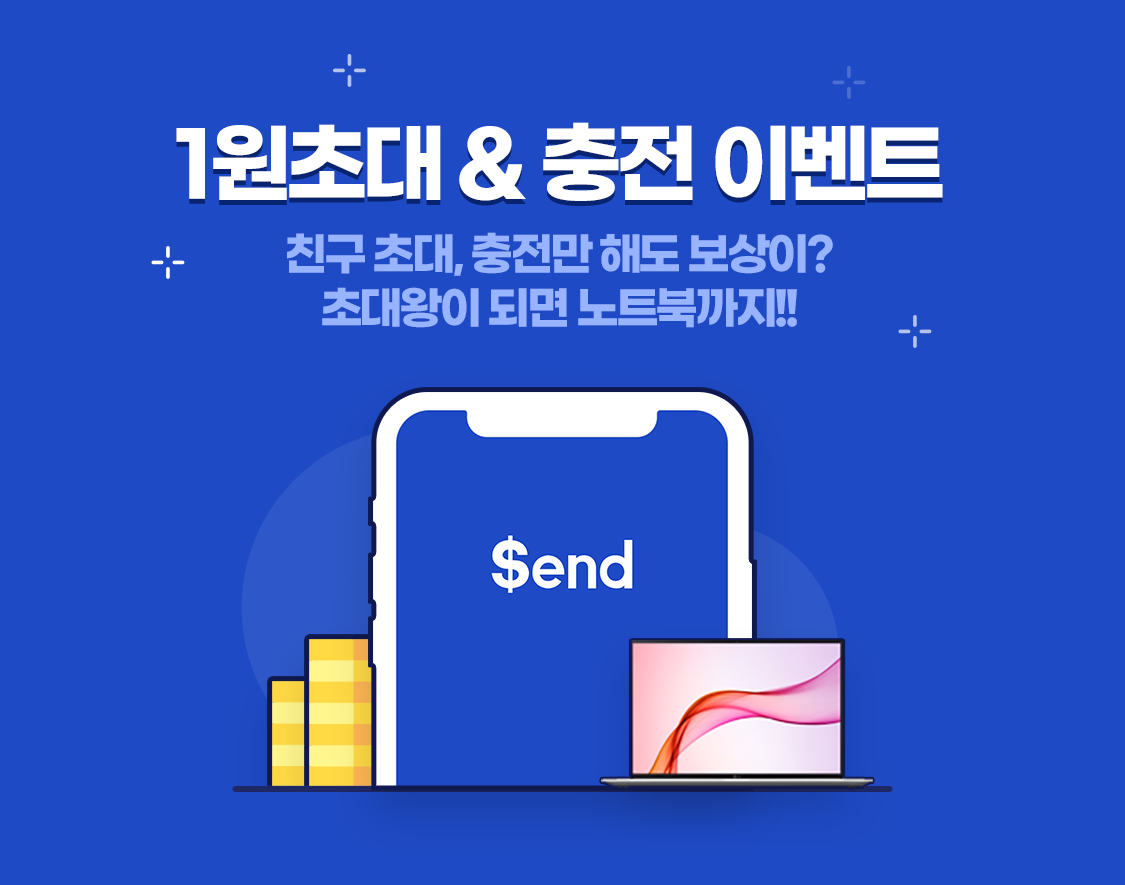 1원초대 & 충전 이벤트
친구 초대, 충전만 해도 보상이?
초대왕이 되면 노트북까지!!
$end